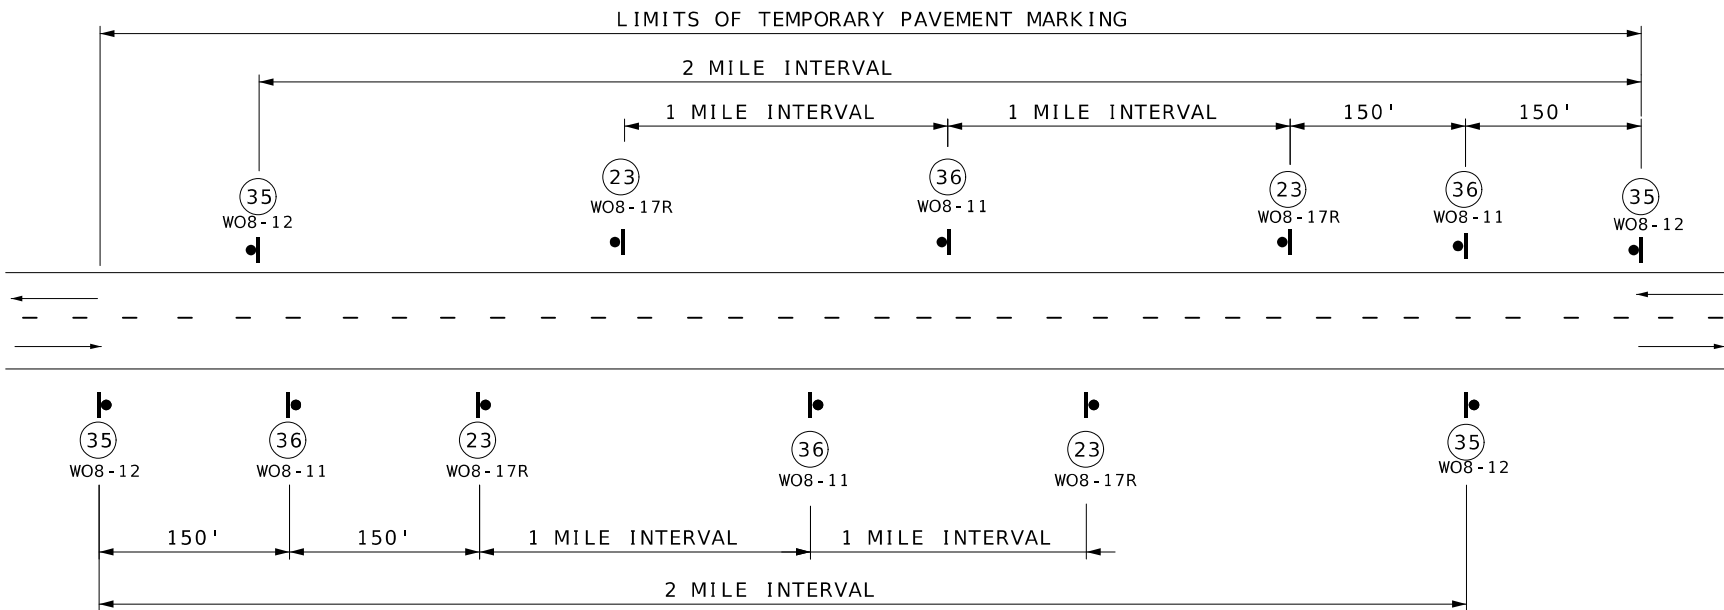 LIMITS OF TEMPORARY PAVEMENT MARKING
2 MILE INTERVAL
1 MILE INTERVAL 1 MILE INTERVAL 150' 150'
35 23 36 23 36 35
WO8-12 WO8-17R WO8-11 WO8-17R WO8-11 WO8-12
35 36 23 36 23 35
WO8-12 WO8-11 WO8-17R WO8-11 WO8-17R WO8-12
150' 150' 1 MILE INTERVAL 1 MILE INTERVAL
2 MILE INTERVAL